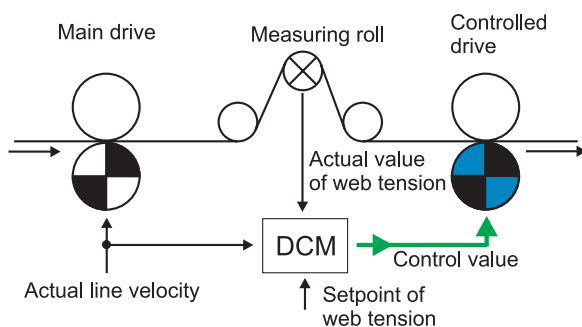 Main drive
Measuring roll
Controlled
drive
Actual value
of web tension
DCM
Control value
Actual line velocity
Setpoint of
web tension